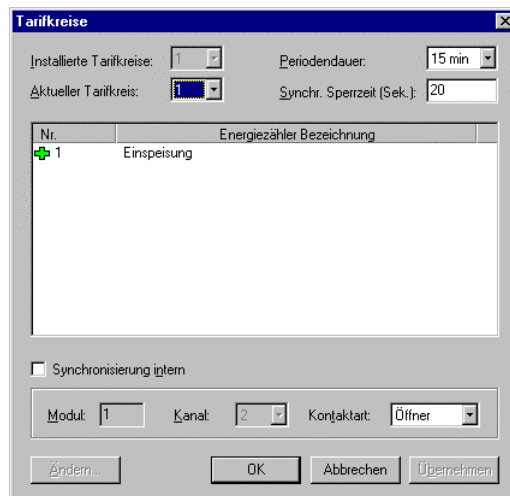 Tarifkreise
Installierte Tarifkreise: 1 Periodendauer: 15 min
Aktueller Tarifkreis: 1 Synchr. Sperrzeit (Sek.): 20
Nr. Energiezähler Bezeichnung
1 Einspeisung
Synchronisierung intern
Modul: 1 Kanal: 2 Kontaktart: Öffner
Ändern... OK Abbrechen Übernehmen